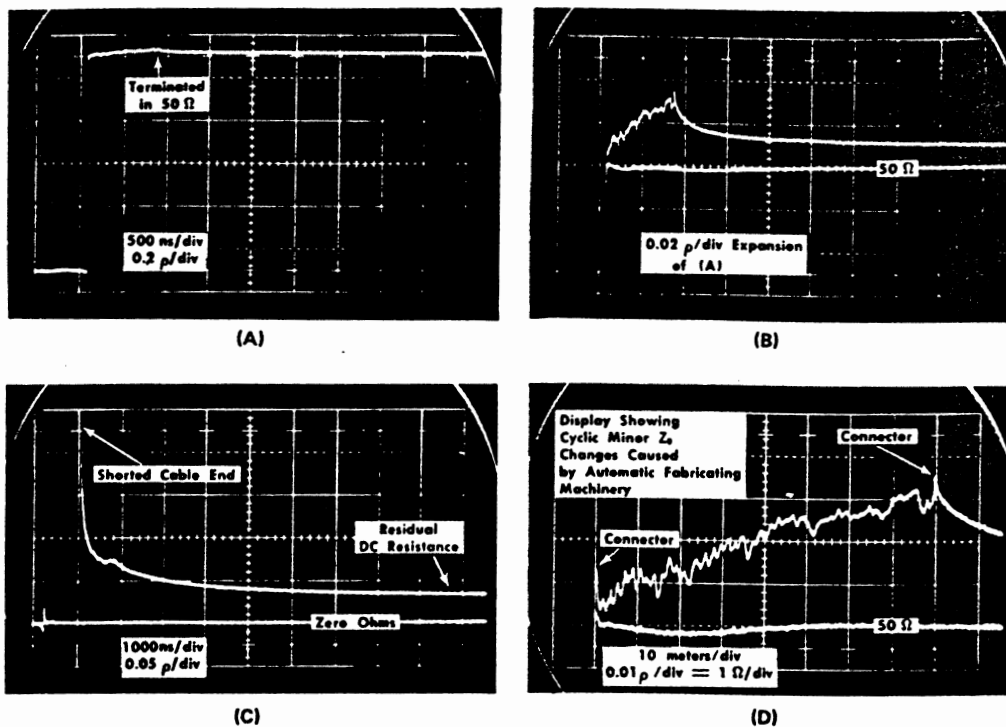 Terminated
in 50 Ω
500 ns/div
0.2 ρ/div
(A)
50 Ω
0.02 ρ/div Expansion
of (A)
(B)
Shorted Cable End
Residual
DC Resistance
Zero Ohms
1000ns/div
0.05 ρ/div
(C)
Display Showing
Cyclic Minor Z₀
Changes Caused
by Automatic Fabricating
Machinery
Connector
Connector
50 Ω
10 meters/div
0.01ρ /div = 1 Ω/div
(D)